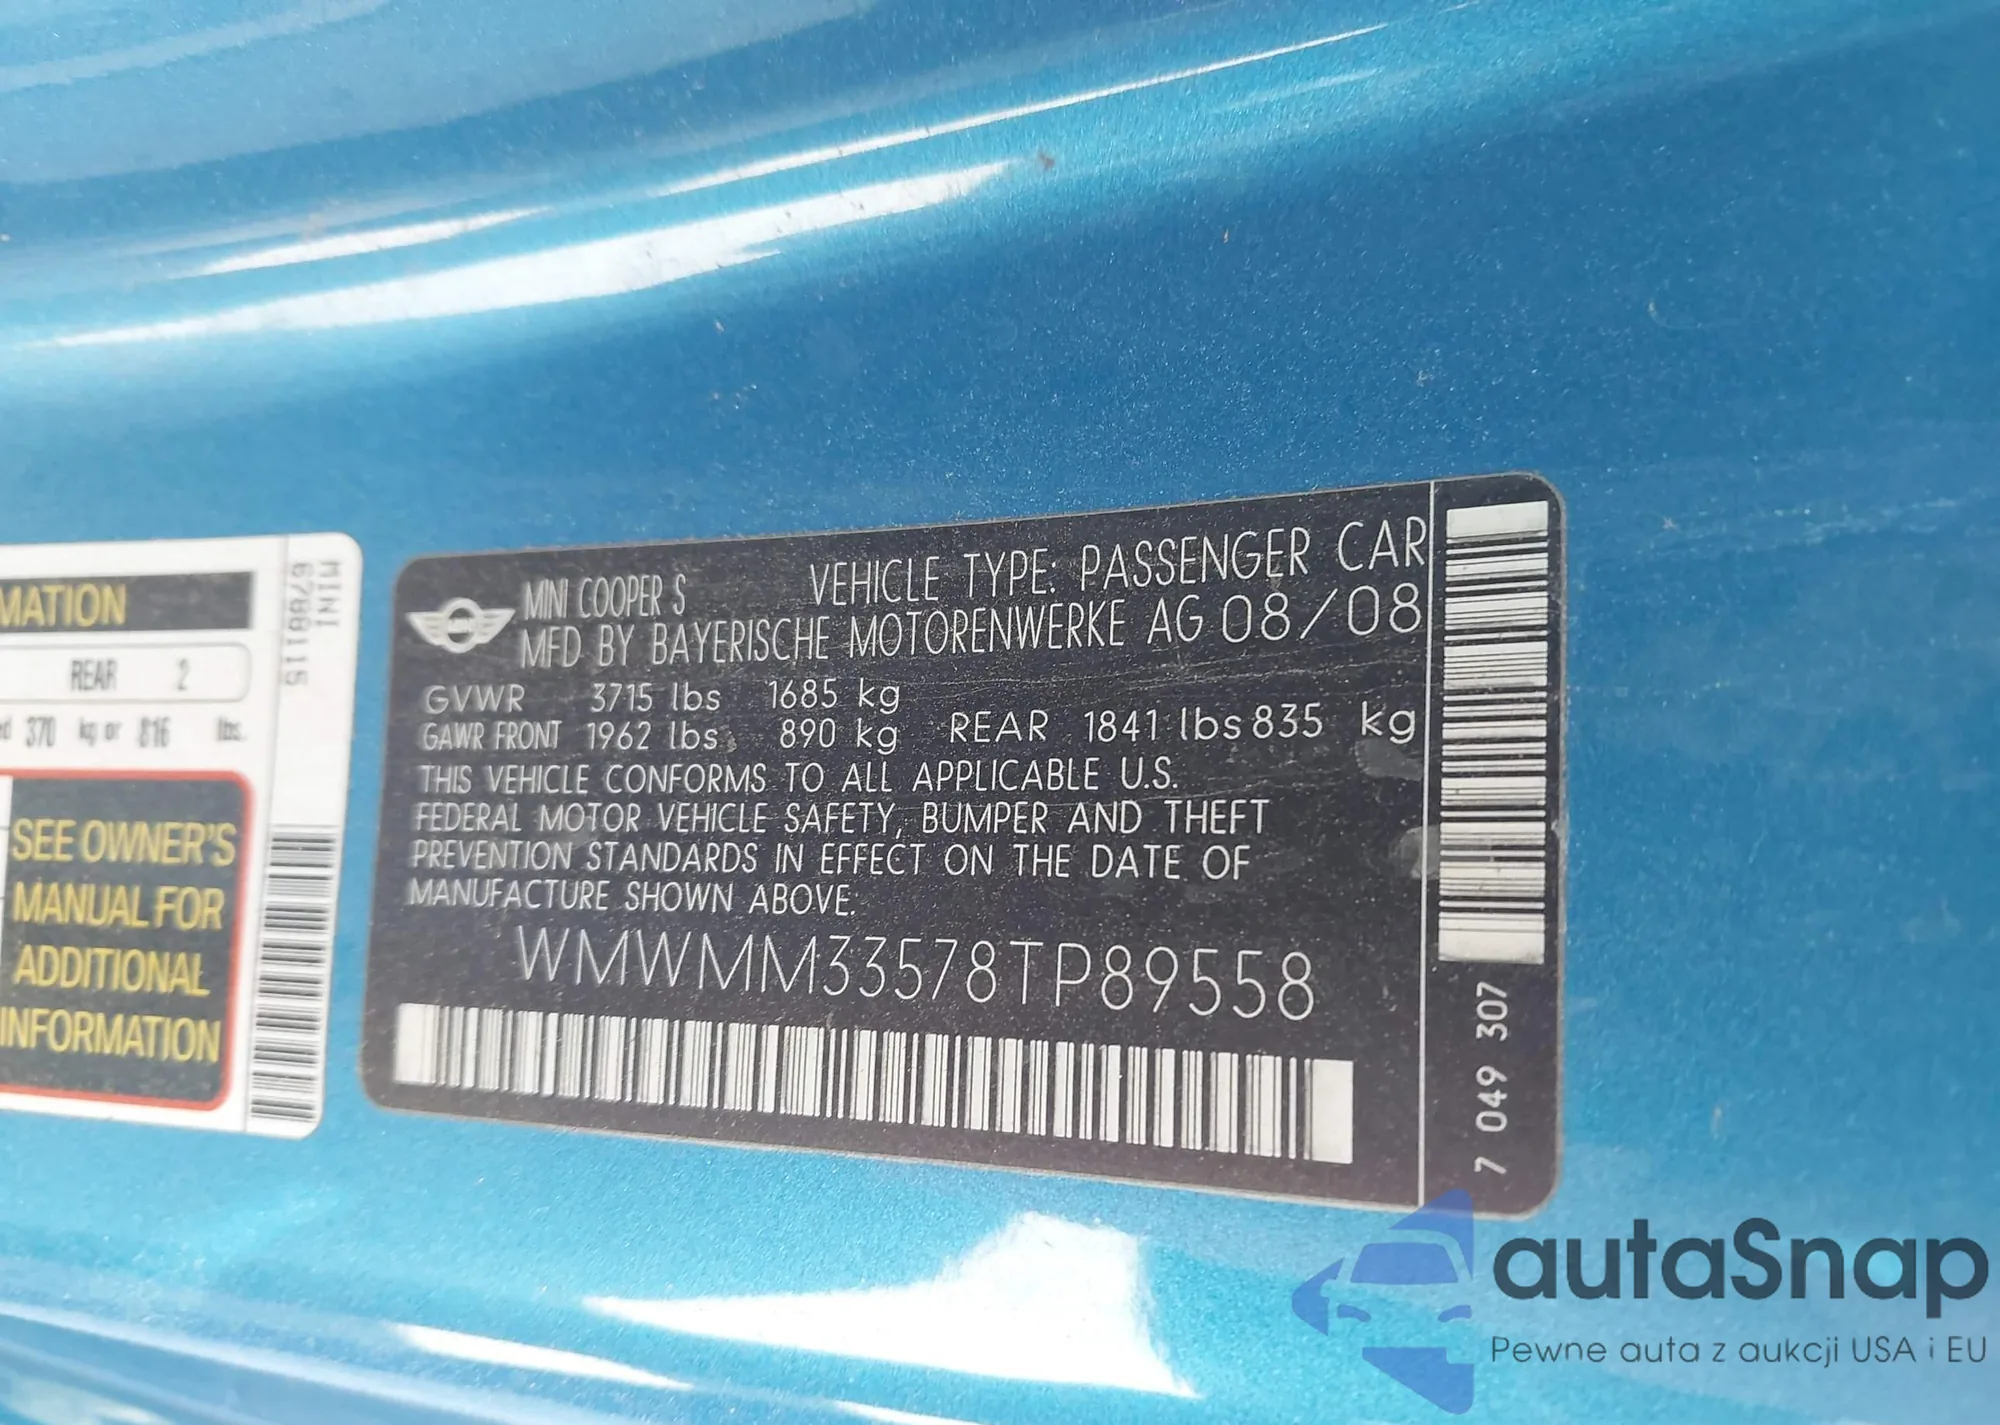 MATION
REAR 2
ed 370 kg or 816 lbs.
SEE OWNER'S
MANUAL FOR
ADDITIONAL
INFORMATION
MINI
6788115
MINI COOPER S VEHICLE TYPE: PASSENGER CAR
MFD BY BAYERISCHE MOTORENWERKE AG 08/08
GVWR 3715 lbs 1685 kg
GAWR FRONT 1962 lbs 890 kg REAR 1841 lbs 835 kg
THIS VEHICLE CONFORMS TO ALL APPLICABLE U.S.
FEDERAL MOTOR VEHICLE SAFETY, BUMPER AND THEFT
PREVENTION STANDARDS IN EFFECT ON THE DATE OF
MANUFACTURE SHOWN ABOVE:
WMWMM33578TP89558
7 049 307
autaSnap
Pewne auta z aukcji USA i EU